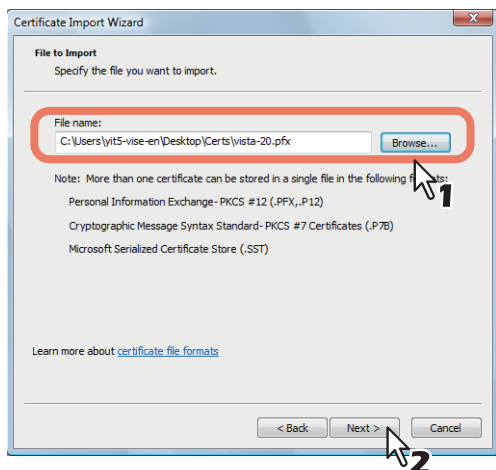 Certificate Import Wizard
File to Import
Specify the file you want to import.
File name:
C:\Users\yit5-vise-en\Desktop\Certs\vista-20.pfx
Browse...
Note: More than one certificate can be stored in a single file in the following
1
Personal Information Exchange- PKCS #12 (.PFX,.P12)
Cryptographic Message Syntax Standard- PKCS #7 Certificates (.P7B)
Microsoft Serialized Certificate Store (.SST)
Learn more about certificate file formats
< Back Next > Cancel
2